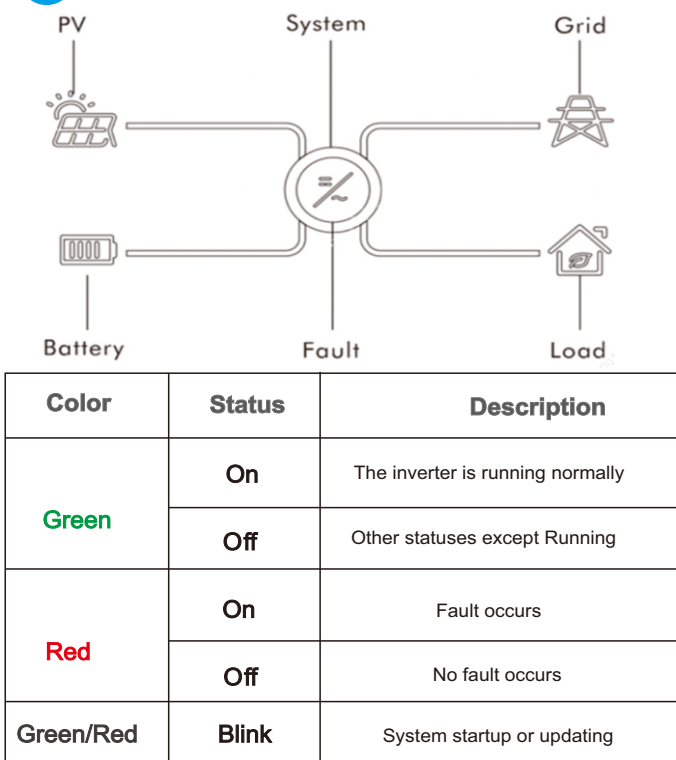 PV System Grid
Battery Fault Load
Color Status Description
Green On The inverter is running normally
Off Other statuses except Running
Red On Fault occurs
Off No fault occurs
Green/Red Blink System startup or updating